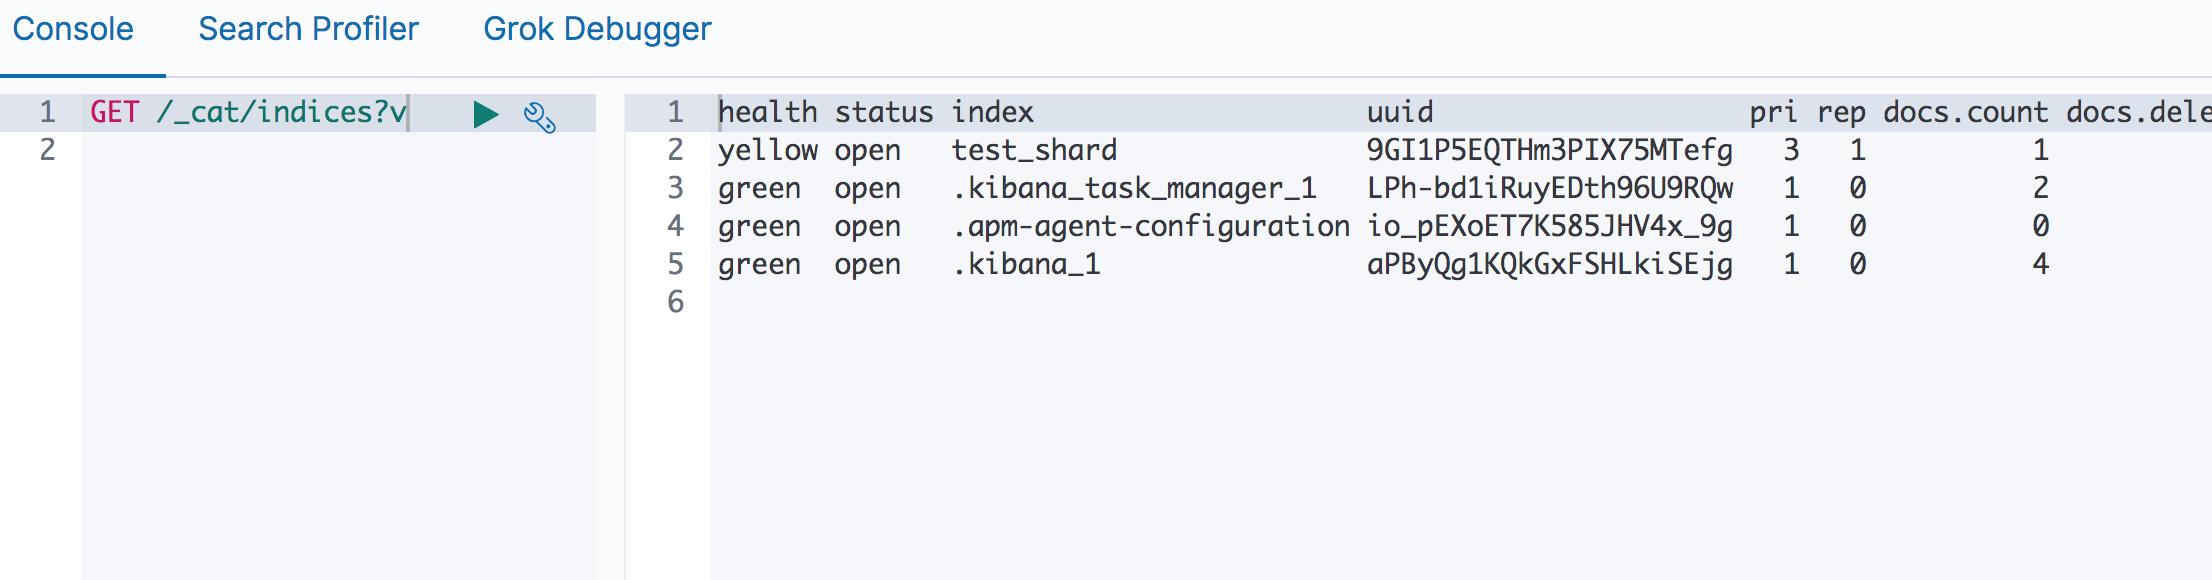 Console Search Profiler Grok Debugger
1 GET /_cat/indices?v
2
1 health status index uuid pri rep docs.count docs.dele
2 yellow open test_shard 9GI1P5EQTHm3PIX75MTefg 3 1 1
3 green open .kibana_task_manager_1 LPh-bd1iRuyEDth96U9RQw 1 0 2
4 green open .apm-agent-configuration io_pEXoET7K585JHV4x_9g 1 0 0
5 green open .kibana_1 aPByQg1KQkGxFSHLkiSEjg 1 0 4
6